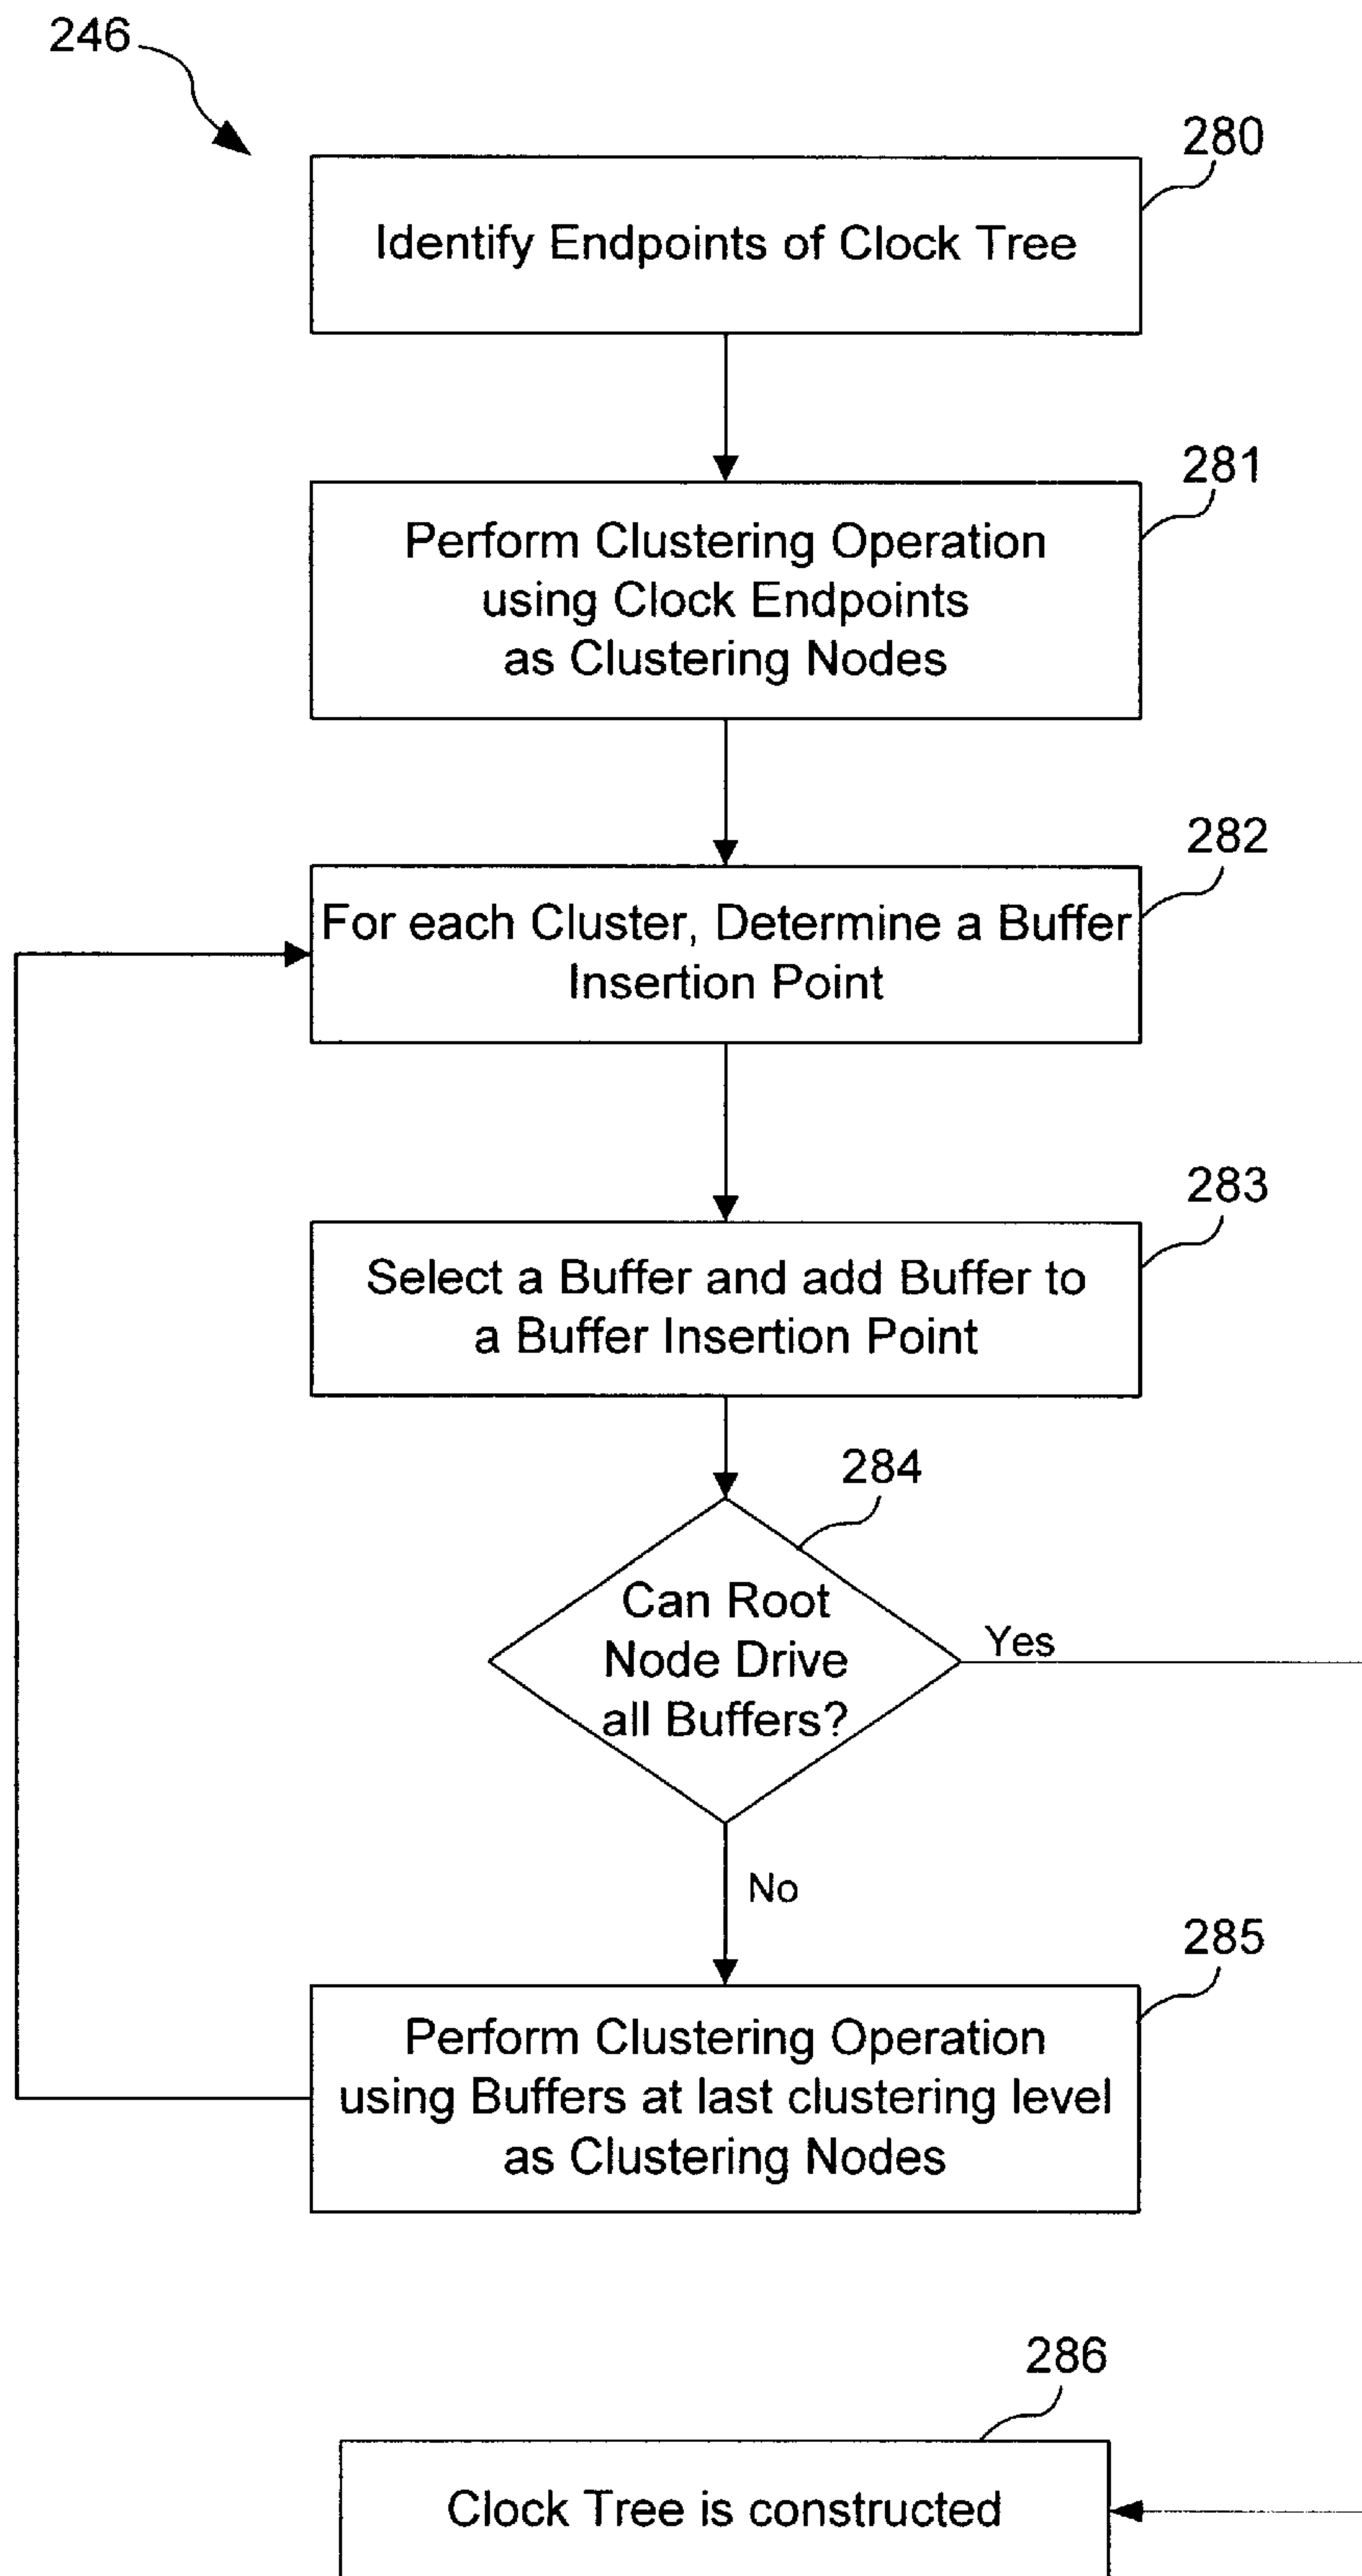 246
280
Identify Endpoints of Clock Tree
281
Perform Clustering Operation
using Clock Endpoints
as Clustering Nodes
282
For each Cluster, Determine a Buffer
Insertion Point
283
Select a Buffer and add Buffer to
a Buffer Insertion Point
284
Can Root
Node Drive
all Buffers?
Yes
No
285
Perform Clustering Operation
using Buffers at last clustering level
as Clustering Nodes
286
Clock Tree is constructed